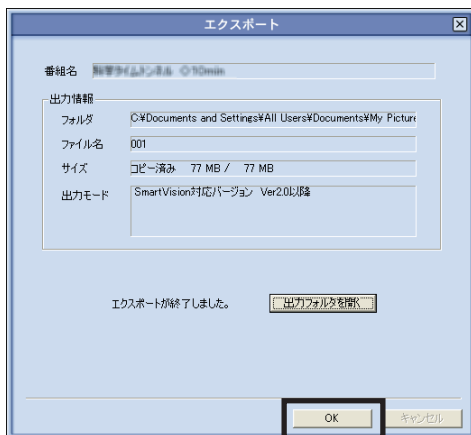 エクスポート
番組名
出力情報
フォルダ C:¥Documents and Settings¥All Users¥Documents¥My Picture
ファイル名 001
サイズ コピー済み 77 MB / 77 MB
出力モード SmartVision対応バージョン Ver2.0以降
エクスポートが終了しました。 出力フォルダを開く
OK キャンセル